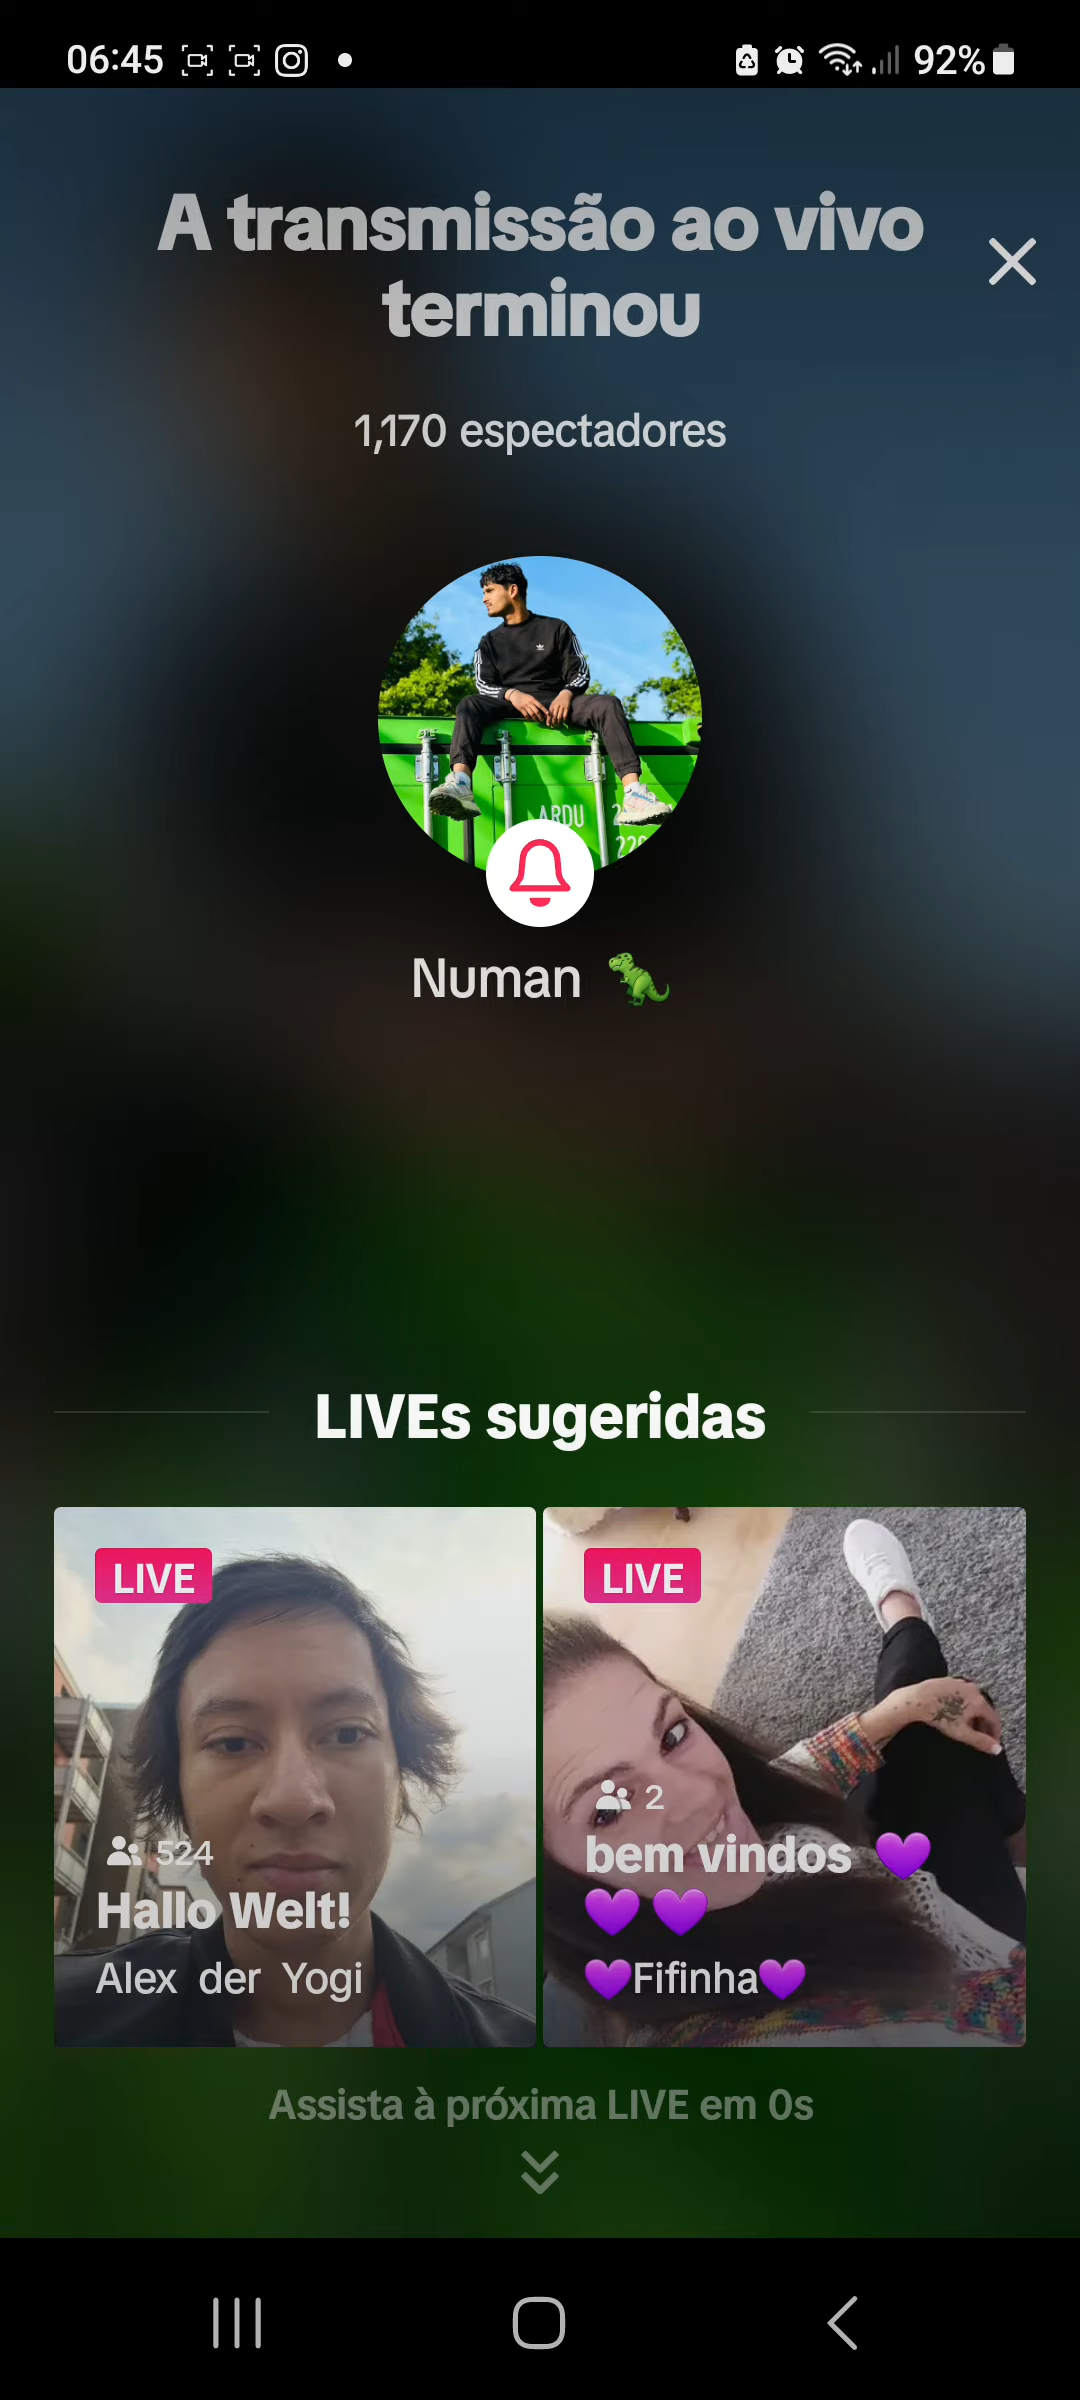 06:45
92%
A transmissão ao vivo
terminou
1,170 espectadores
ARDU
Numan 🦖
LIVEs sugeridas
LIVE
524
Hallo Welt!
Alex der Yogi
LIVE
2
bem vindos 💜
💜 💜
💜Fifinha💜
Assista à próxima LIVE em 0s